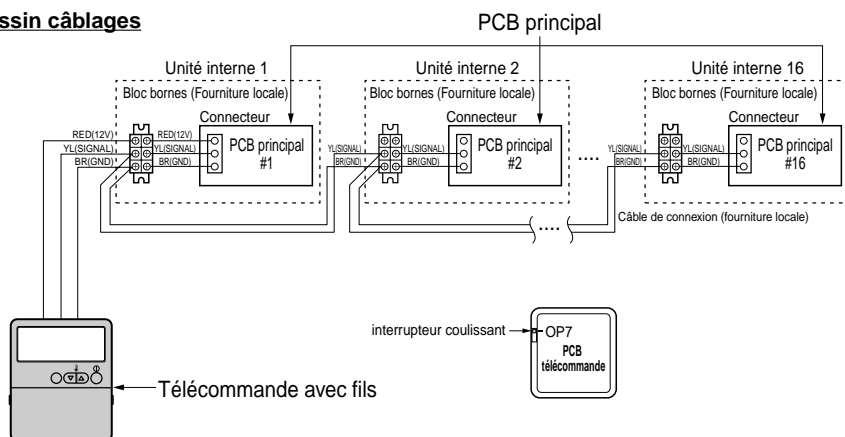 ssin câblages
PCB principal
Unité interne 1
Unité interne 2
Unité interne 16
Bloc bornes (Fourniture locale)
Bloc bornes (Fourniture locale)
Bloc bornes (Fourniture locale)
Connecteur
Connecteur
Connecteur
RED(12V)
YL(SIGNAL)
BR(GND)
RED(12V)
YL(SIGNAL)
BR(GND)
PCB principal
#1
YL(SIGNAL)
BR(GND)
YL(SIGNAL)
BR(GND)
PCB principal
#2
....
YL(SIGNAL)
BR(GND)
YL(SIGNAL)
BR(GND)
PCB principal
#16
....
Câble de connexion (fourniture locale)
interrupteur coulissant
OP7
PCB
télécommande
Télécommande avec fils